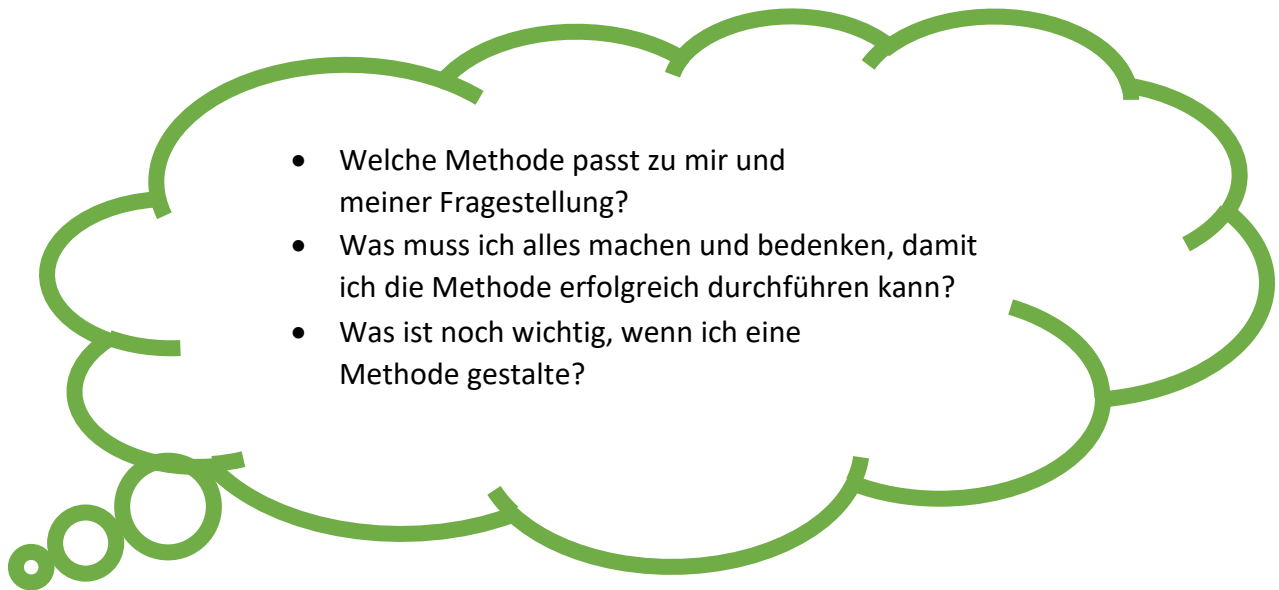 • Welche Methode passt zu mir und
meiner Fragestellung?
• Was muss ich alles machen und bedenken, damit
ich die Methode erfolgreich durchführen kann?
• Was ist noch wichtig, wenn ich eine
Methode gestalte?